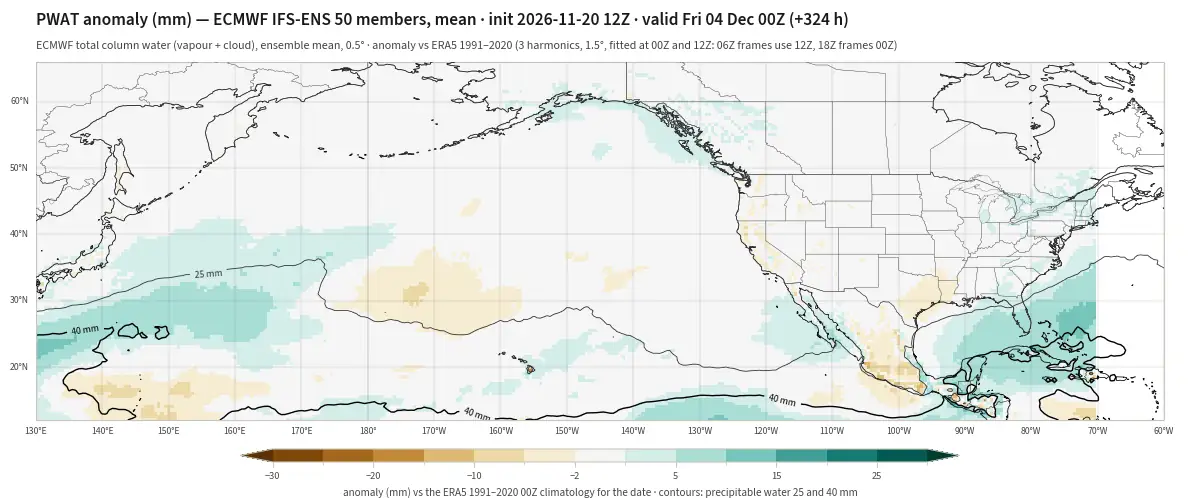 PWAT anomaly (mm) — ECMWF IFS-ENS 50 members, mean · init 2026-11-20 12Z · valid Fri 04 Dec 00Z (+324 h)
ECMWF total column water (vapour + cloud), ensemble mean, 0.5° · anomaly vs ERA5 1991–2020 (3 harmonics, 1.5°, fitted at 00Z and 12Z: 06Z frames use 12Z, 18Z frames 00Z)
60°N
50°N
40°N
30°N
20°N
25 mm
40 mm
40 mm
40 mm
130°E 140°E 150°E 160°E 170°E 180° 170°W 160°W 150°W 140°W 130°W 120°W 110°W 100°W 90°W 80°W 70°W 60°W
−30 −20 −10 −2 5 15 25
anomaly (mm) vs the ERA5 1991–2020 00Z climatology for the date · contours: precipitable water 25 and 40 mm